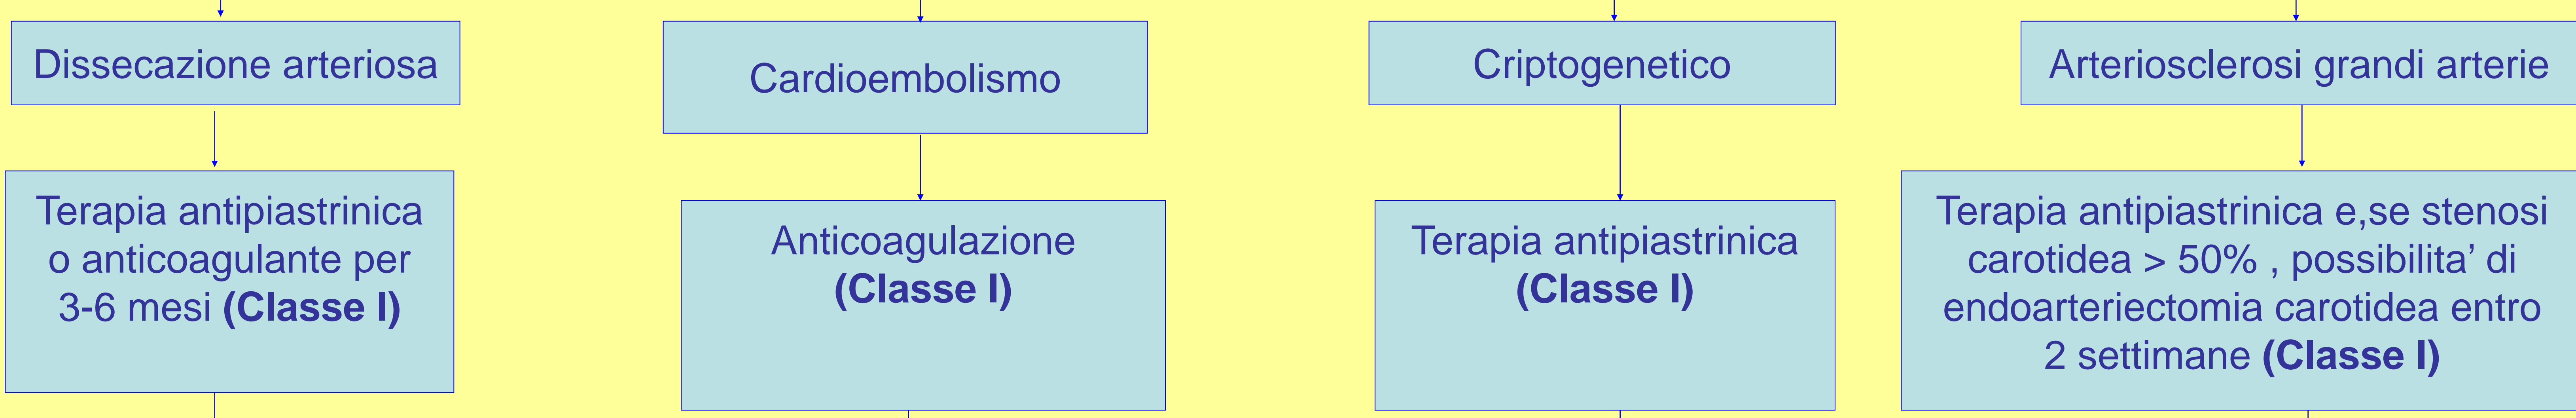 Dissecazione arteriosa
Cardioembolismo
Criptogenetico
Arteriosclerosi grandi arterie
Terapia antipiastrinica
o anticoagulante per
3-6 mesi (Classe I)
Anticoagulazione
(Classe I)
Terapia antipiastrinica
(Classe I)
Terapia antipiastrinica e,se stenosi
carotidea > 50% , possibilita’ di
endoarteriectomia carotidea entro
2 settimane (Classe I)